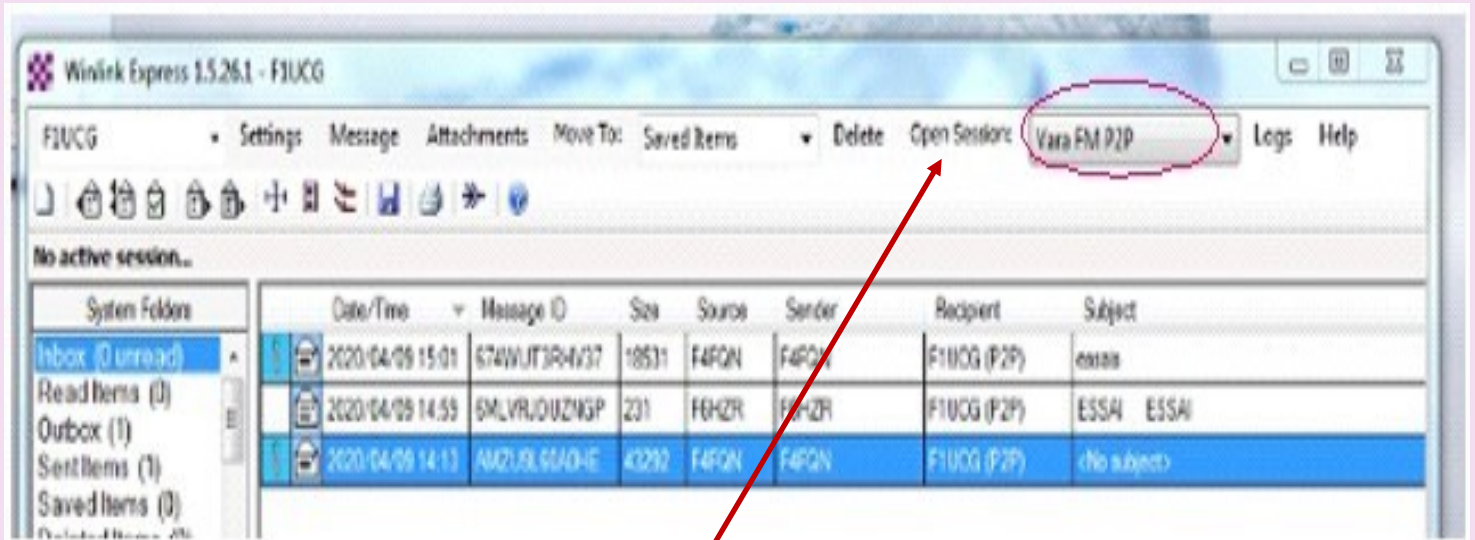 Winlink Express 1.5.26.1 - F1UCG
F1UCG Settings Message Attachments Move To: Saved Items Delete Open Session: Vara FM P2P Logs Help
No active session...
System Folders
Inbox (0 unread)
Read Items (0)
Outbox (1)
Sent Items (1)
Saved Items (0)
Date/Time Message ID Size Source Sender Recipient Subject
2020/04/09 15:01 18531 F4FQN F4FQN F1UCG (P2P) essais
2020/04/09 14:59 231 F6HZR F6HZR F1UCG (P2P) ESSAI ESSAI
2020/04/09 14:13 43292 F4FQN F4FQN F1UCG (P2P) <No subject>